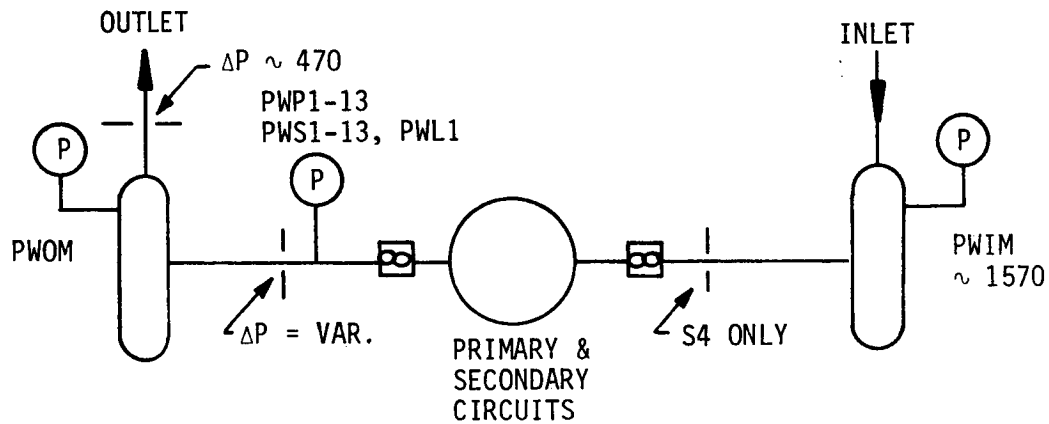 OUTLET
ΔP ∿ 470
PWP1-13
PWS1-13, PWL1
P
P
PWOM
ΔP = VAR.
PRIMARY &
SECONDARY
CIRCUITS
S4 ONLY
INLET
P
PWIM
∿ 1570